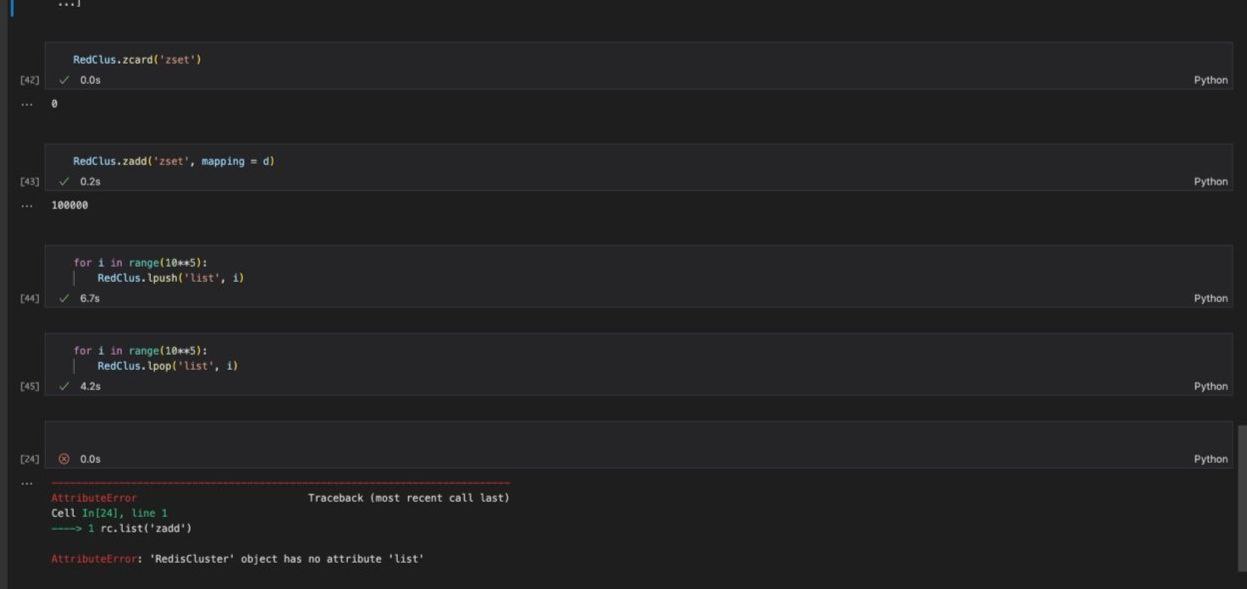 ...]
RedClus.zcard('zset')
[42] ✓ 0.0s Python
... 0
RedClus.zadd('zset', mapping = d)
[43] ✓ 0.2s Python
... 100000
for i in range(10**5):
RedClus.lpush('list', i)
[44] ✓ 6.7s Python
for i in range(10**5):
RedClus.lpop('list', i)
[45] ✓ 4.2s Python
[24] 0.0s Python
...
AttributeError Traceback (most recent call last)
Cell In[24], line 1
----> 1 rc.list('zadd')
AttributeError: 'RedisCluster' object has no attribute 'list'